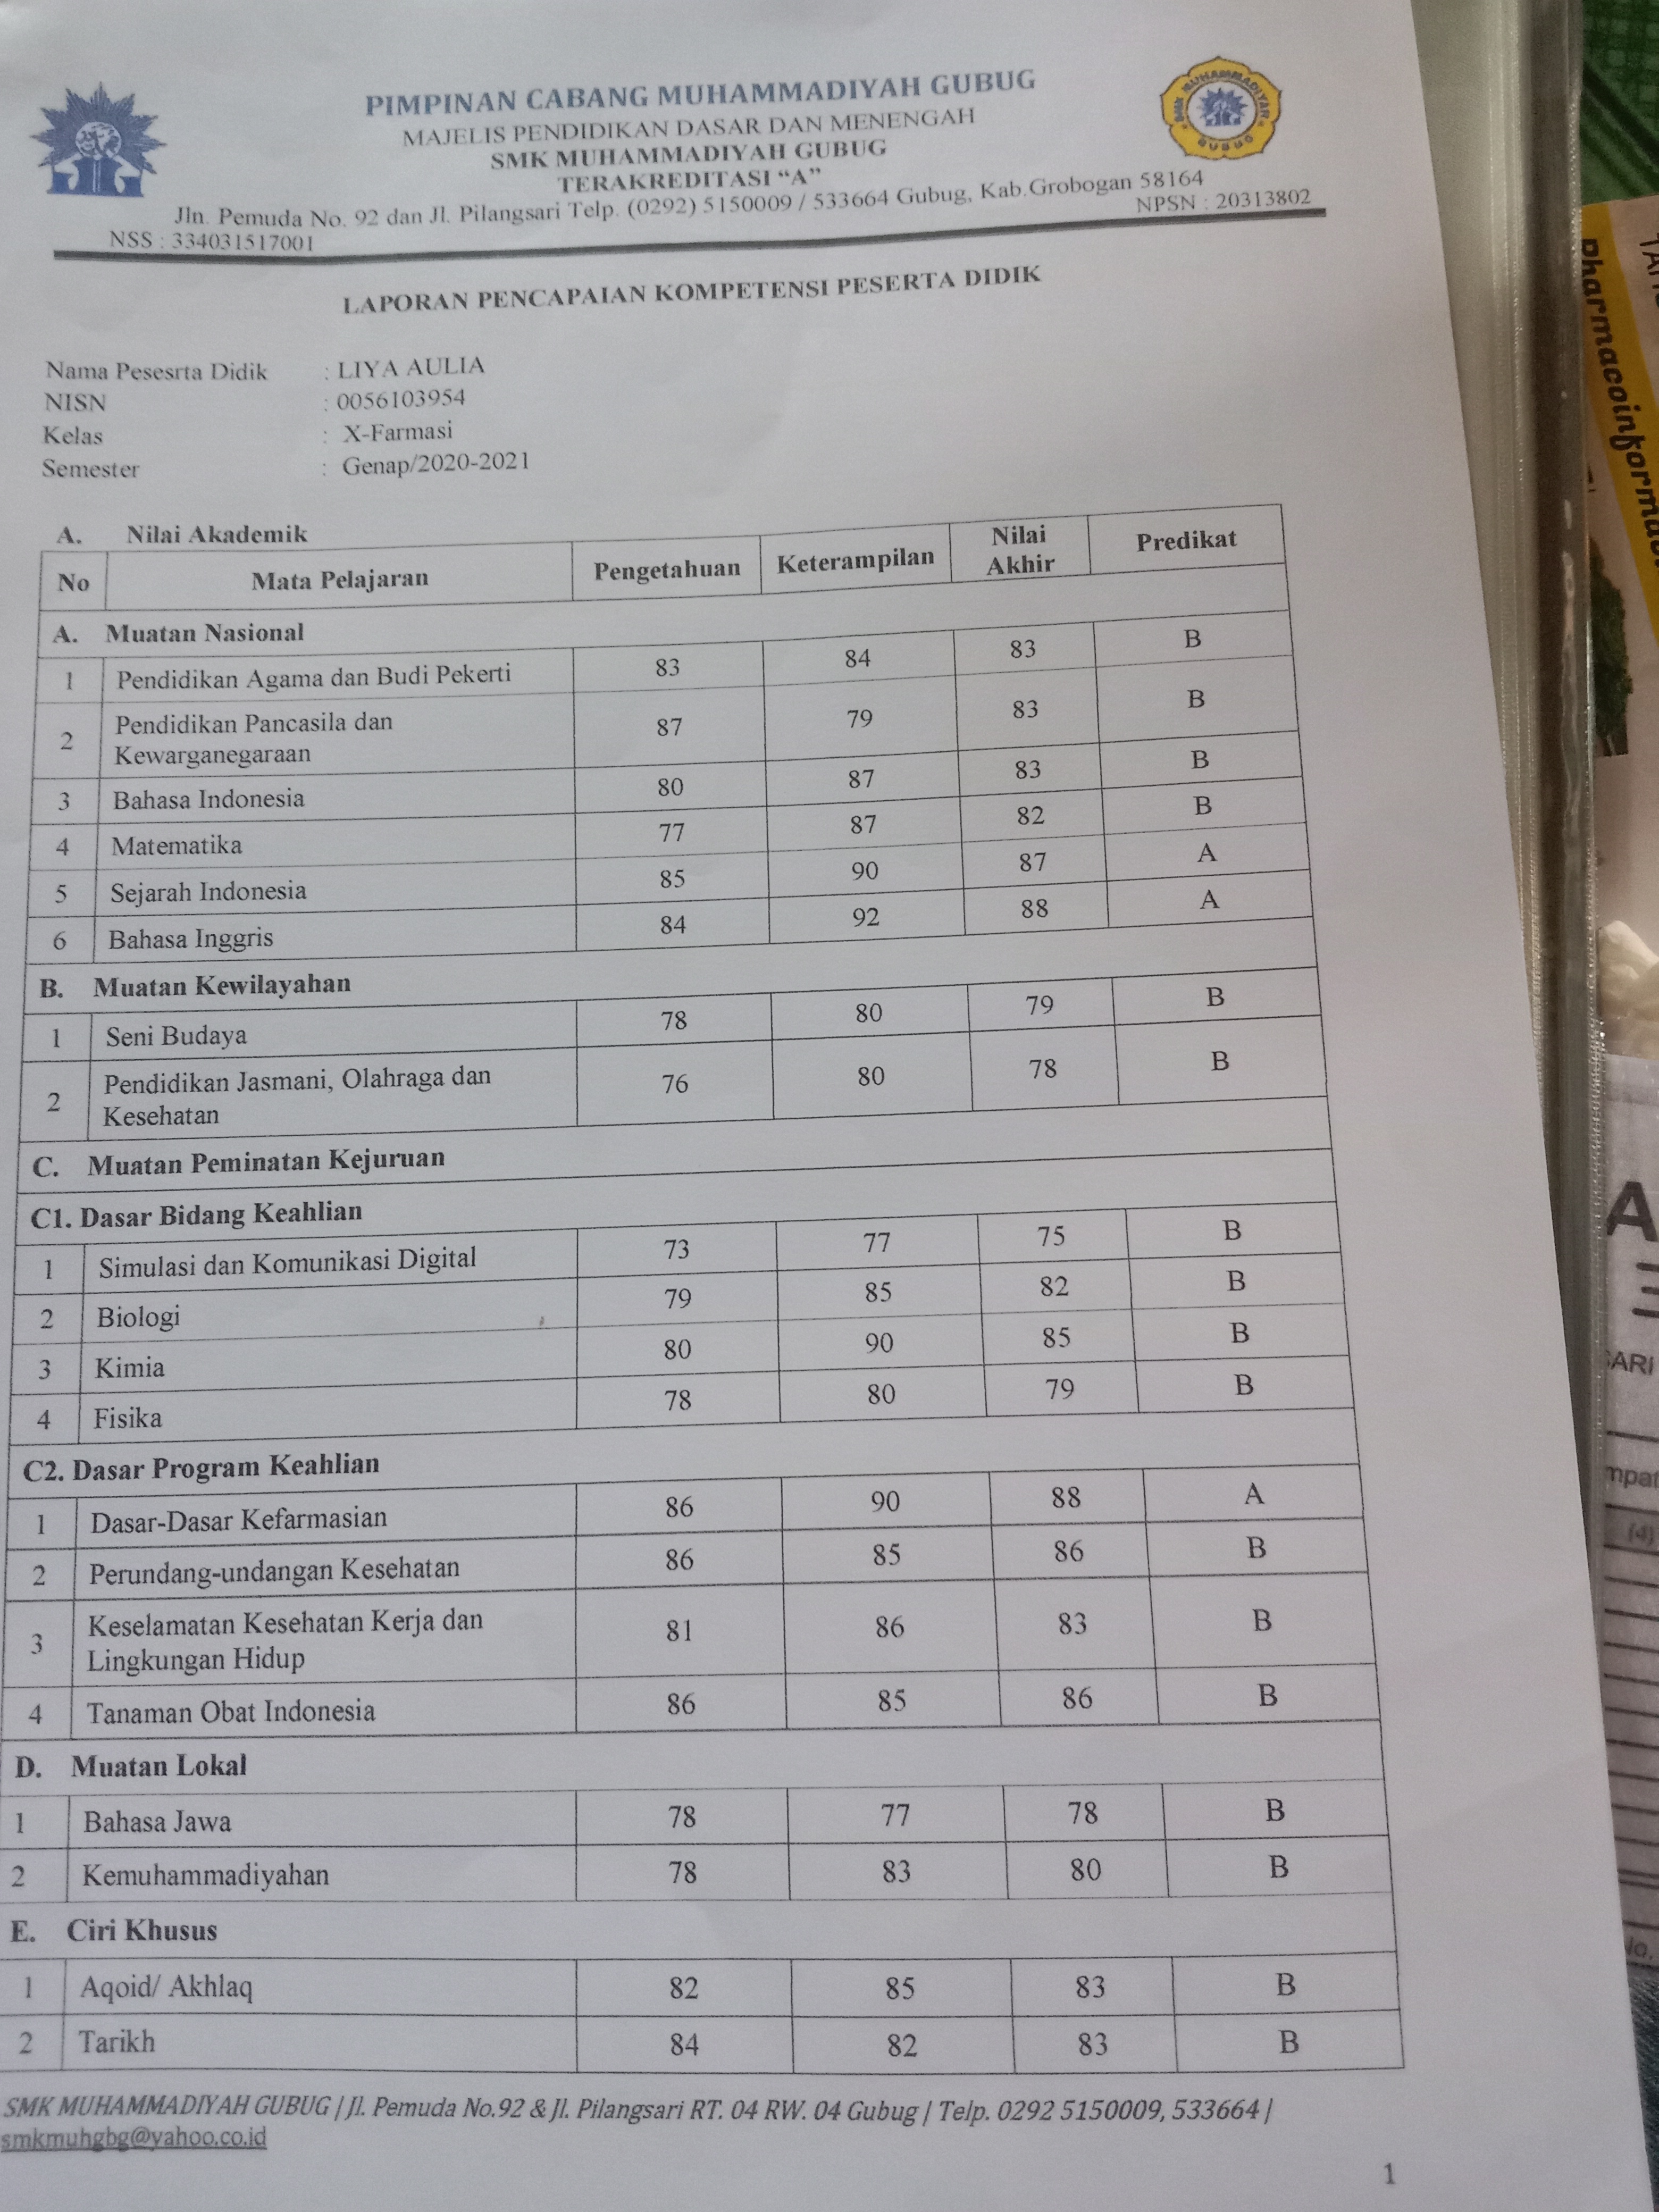 PIMPINAN CABANG MUHAMMADIYAH GUBUG
MAJELIS PENDIDIKAN DASAR DAN MENENGAH
SMK MUHAMMADIYAH GUBUG
TERAKREDITASI “A”
Jln. Pemuda No. 92 dan Jl. Pilangsari Telp. (0292) 5150009 / 533664 Gubug, Kab.Grobogan 58164
NSS : 334031517001 NPSN : 20313802
SMK MUHAMMADIYAH
GUBUG
LAPORAN PENCAPAIAN KOMPETENSI PESERTA DIDIK
Nama Pesesrta Didik : LIYA AULIA
NISN : 0056103954
Kelas : X-Farmasi
Semester : Genap/2020-2021
A. Nilai Akademik
No Mata Pelajaran Pengetahuan Keterampilan Nilai Akhir Predikat
A. Muatan Nasional
1 Pendidikan Agama dan Budi Pekerti 83 84 83 B
2 Pendidikan Pancasila dan Kewarganegaraan 87 79 83 B
3 Bahasa Indonesia 80 87 83 B
4 Matematika 77 87 82 B
5 Sejarah Indonesia 85 90 87 A
6 Bahasa Inggris 84 92 88 A
B. Muatan Kewilayahan
1 Seni Budaya 78 80 79 B
2 Pendidikan Jasmani, Olahraga dan Kesehatan 76 80 78 B
C. Muatan Peminatan Kejuruan
C1. Dasar Bidang Keahlian
1 Simulasi dan Komunikasi Digital 73 77 75 B
2 Biologi 79 85 82 B
3 Kimia 80 90 85 B
4 Fisika 78 80 79 B
C2. Dasar Program Keahlian
1 Dasar-Dasar Kefarmasian 86 90 88 A
2 Perundang-undangan Kesehatan 86 85 86 B
3 Keselamatan Kesehatan Kerja dan Lingkungan Hidup 81 86 83 B
4 Tanaman Obat Indonesia 86 85 86 B
D. Muatan Lokal
1 Bahasa Jawa 78 77 78 B
2 Kemuhammadiyahan 78 83 80 B
E. Ciri Khusus
1 Aqoid/ Akhlaq 82 85 83 B
2 Tarikh 84 82 83 B
SMK MUHAMMADIYAH GUBUG | Jl. Pemuda No.92 & Jl. Pilangsari RT. 04 RW. 04 Gubug | Telp. 0292 5150009, 533664 |
smkmuhgbg@yahoo.co.id
1
(4)